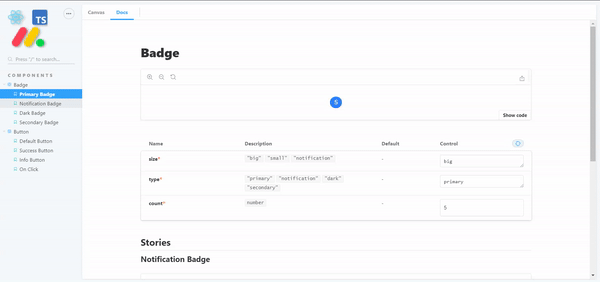 TS
Canvas
Docs
Press "/" to search...
COMPONENTS
Badge
Primary Badge
Notification Badge
Dark Badge
Secondary Badge
Button
Default Button
Success Button
Info Button
On Click
Badge
5
Show code
Name Description Default Control
size* "big" "small" "notification" - big
type* "primary" "notification" "dark" "secondary" - primary
count* number - 5
Stories
Notification Badge